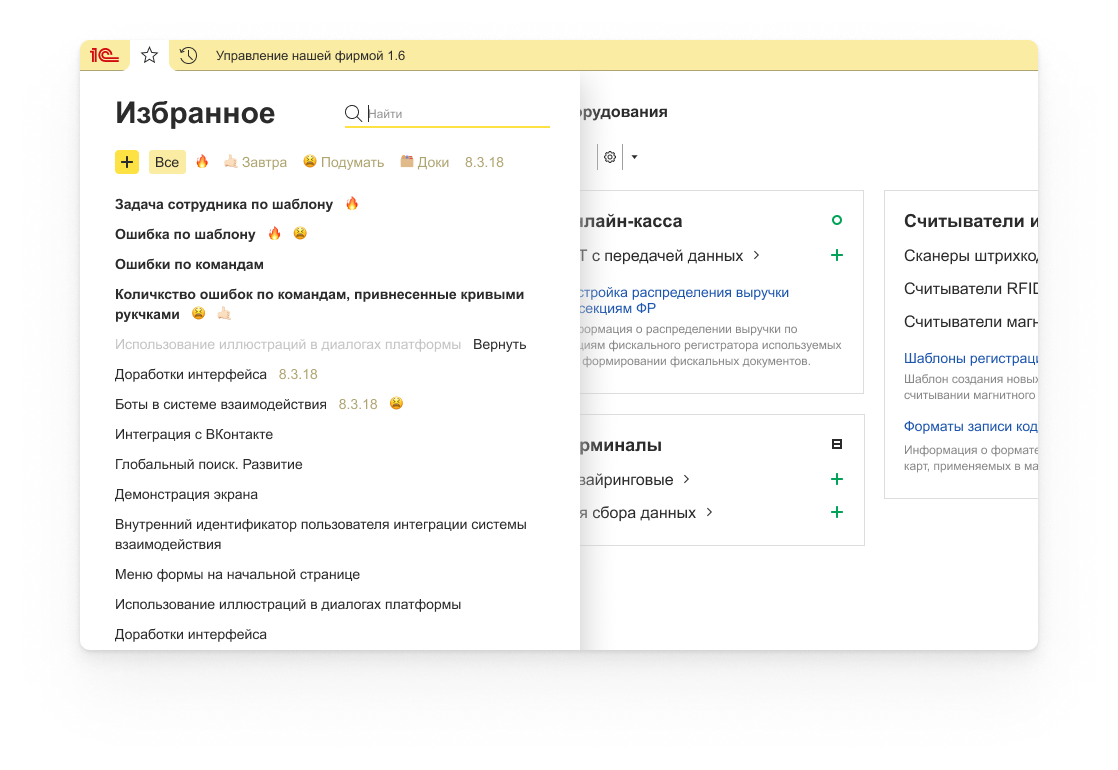 1С
Управление нашей фирмой 1.6
Избранное
Найти
Все 🔥 🤙🏻 Завтра 😫 Подумать 🗂 Доки 8.3.18
Задача сотрудника по шаблону 🔥
Ошибка по шаблону 🔥 😫
Ошибки по командам
Количкство ошибок по командам, привнесенные кривыми
рукчками 😫 🤙🏻
Использование иллюстраций в диалогах платформы Вернуть
Доработки интерфейса 8.3.18
Боты в системе взаимодействия 8.3.18 😫
Интеграция с ВКонтакте
Глобальный поиск. Развитие
Демонстрация экрана
Внутренний идентификатор пользователя интеграции системы
взаимодействия
Меню формы на начальной странице
Использование иллюстраций в диалогах платформы
Доработки интерфейса
орудования
лайн-касса
Т с передачей данных
стройка распределения выручки
секциям ФР
ормация о распределении выручки по
циям фискального регистратора используемых
формировании фискальных документов.
рминалы
вайринговые
я сбора данных
Считыватели и
Сканеры штрихко
Считыватели RFI
Считыватели маг
Шаблоны регистрац
Шаблон создания новых
считывании магнитного
Форматы записи код
Информация о формате
карт, применяемых в ма